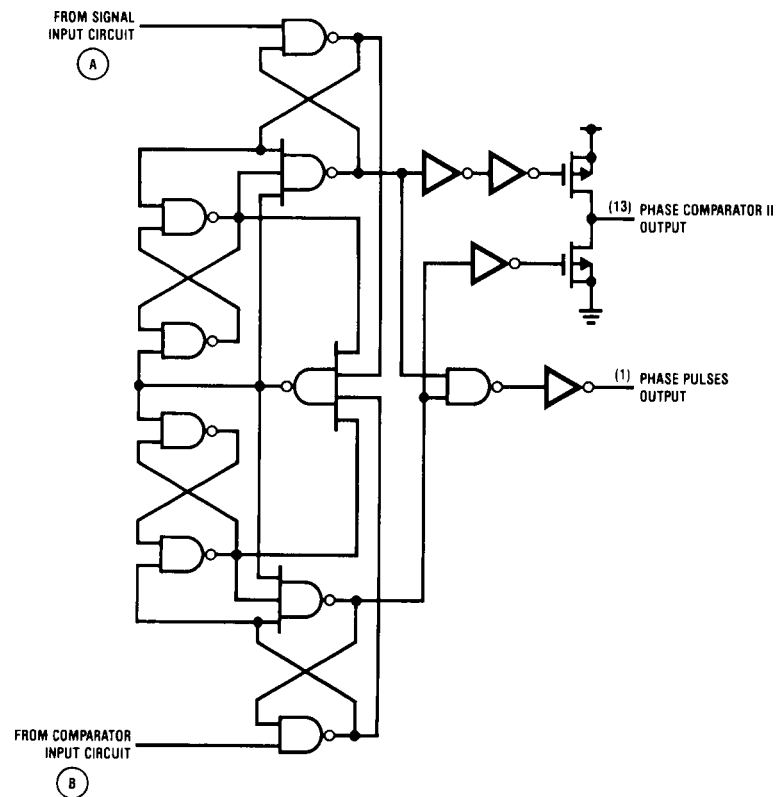 FROM SIGNAL
INPUT CIRCUIT
A
(13) PHASE COMPARATOR II
OUTPUT
(1) PHASE PULSES
OUTPUT
FROM COMPARATOR
INPUT CIRCUIT
B